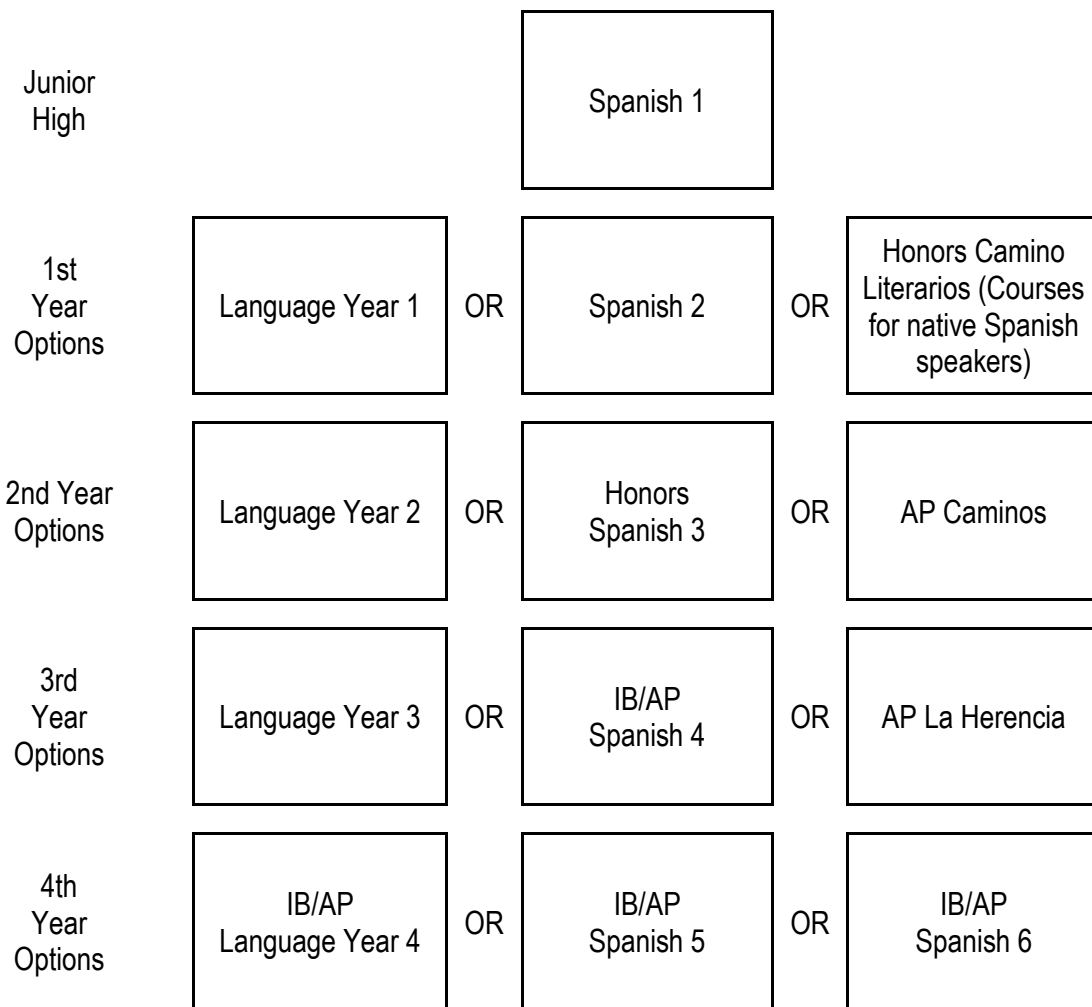 Junior
High
Spanish 1
1st
Year
Options
Language Year 1
OR
Spanish 2
OR
Honors Camino
Literarios (Courses
for native Spanish
speakers)
2nd Year
Options
Language Year 2
OR
Honors
Spanish 3
OR
AP Caminos
3rd
Year
Options
Language Year 3
OR
IB/AP
Spanish 4
OR
AP La Herencia
4th
Year
Options
IB/AP
Language Year 4
OR
IB/AP
Spanish 5
OR
IB/AP
Spanish 6